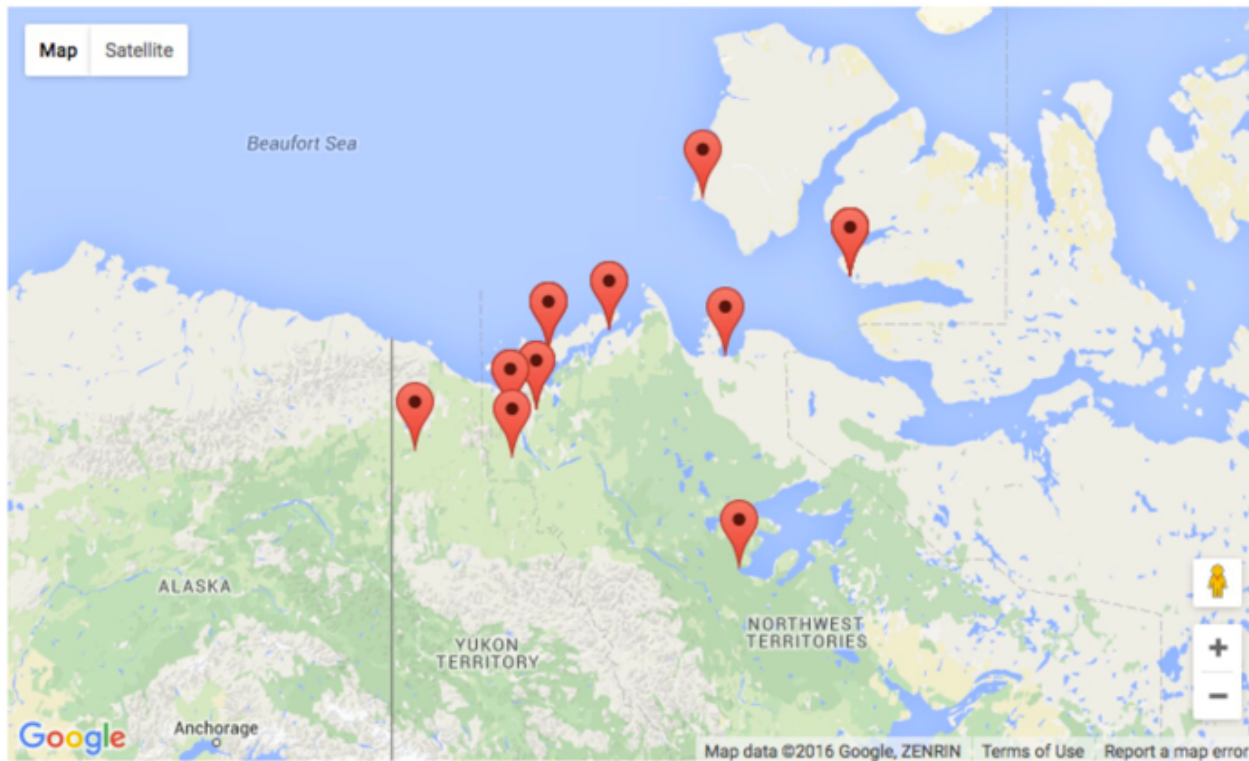 Map Satellite
Beaufort Sea
ALASKA
YUKON
TERRITORY
NORTHWEST
TERRITORIES
Anchorage
Google
+
−
Map data ©2016 Google, ZENRIN Terms of Use Report a map error